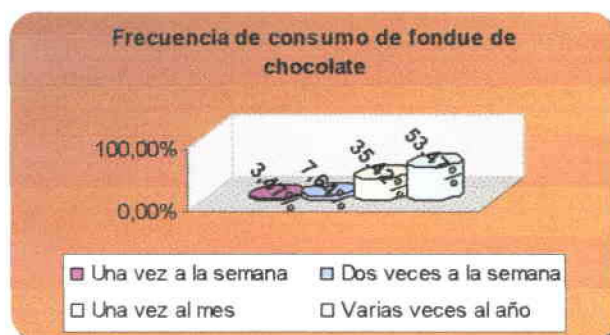 Frecuencia de consumo de fondue de
chocolate
100,00%
0,00%
3,47%
7,64%
35,42%
53,47%
Una vez a la semana
Dos veces a la semana
Una vez al mes
Varias veces al año